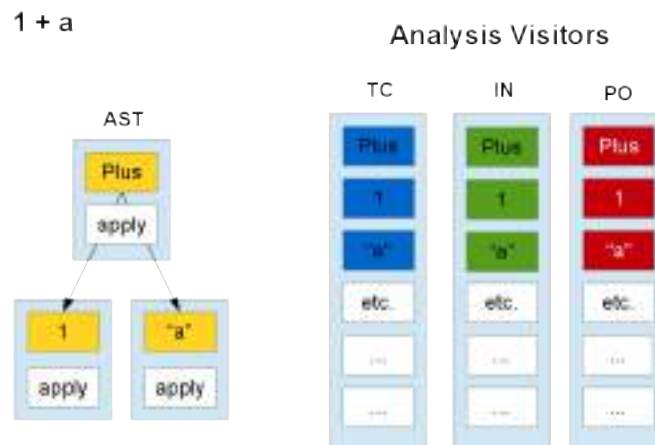 1 + a
Analysis Visitors
AST
Plus
apply
1
apply
"a"
apply
TC
Plus
1
"a"
etc.
...
...
IN
Plus
1
"a"
etc.
...
...
PO
Plus
1
"a"
etc.
...
...